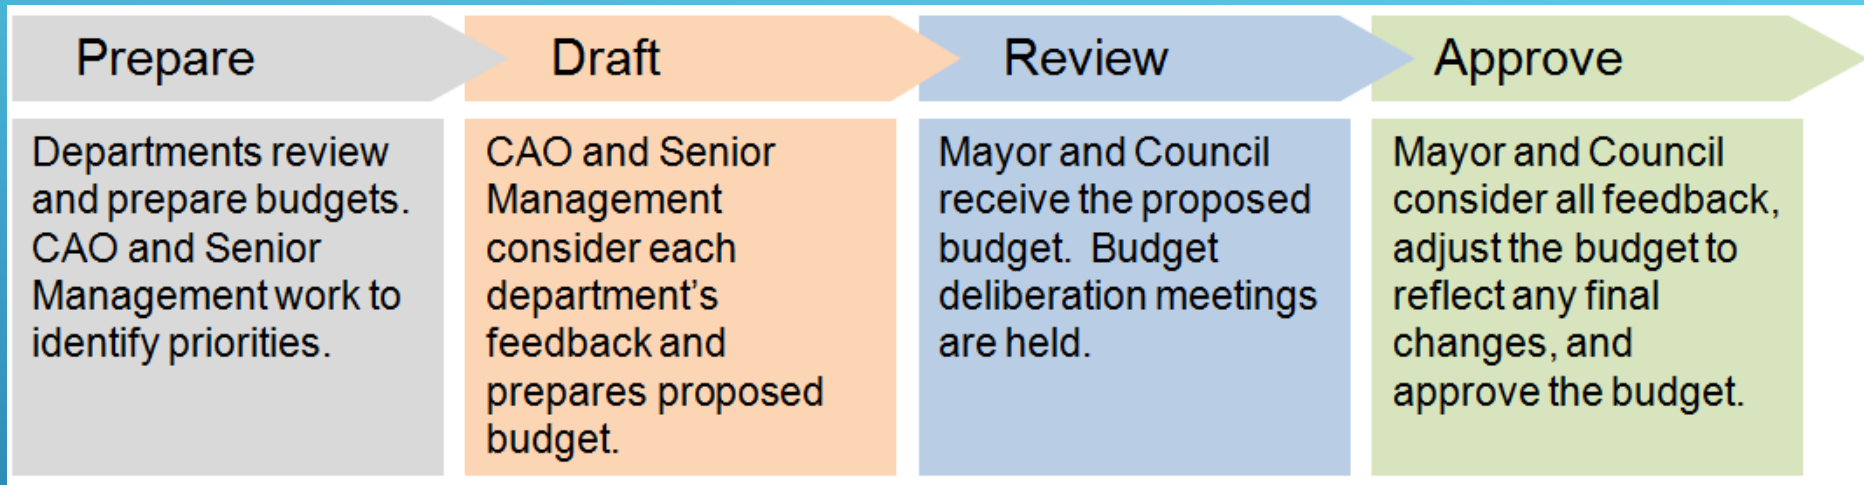 Prepare
Departments review
and prepare budgets.
CAO and Senior
Management work to
identify priorities.
Draft
CAO and Senior
Management
consider each
department’s
feedback and
prepares proposed
budget.
Review
Mayor and Council
receive the proposed
budget.  Budget
deliberation meetings
are held.
Approve
Mayor and Council
consider all feedback,
adjust the budget to
reflect any final
changes, and
approve the budget.